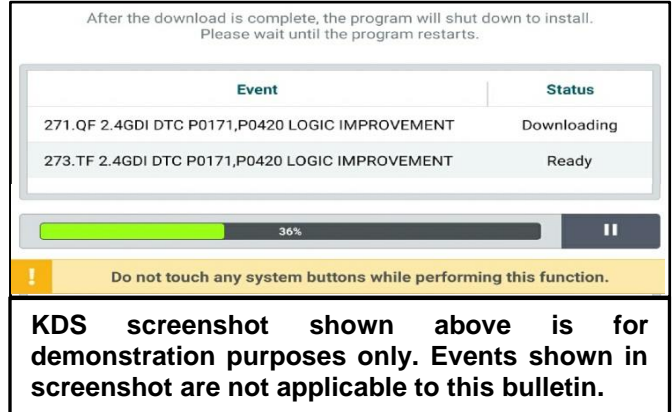 After the download is complete, the program will shut down to install.
Please wait until the program restarts.
Event Status
271.QF 2.4GDI DTC P0171,P0420 LOGIC IMPROVEMENT Downloading
273.TF 2.4GDI DTC P0171,P0420 LOGIC IMPROVEMENT Ready
36%
! Do not touch any system buttons while performing this function.
KDS screenshot shown above is for
demonstration purposes only. Events shown in
screenshot are not applicable to this bulletin.